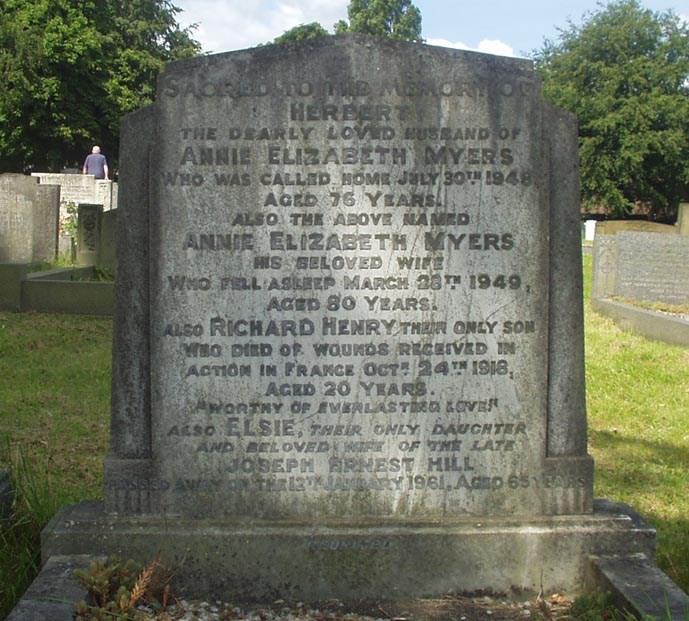 SACRED TO THE MEMORY OF
HERBERT
THE DEARLY LOVED HUSBAND OF
ANNIE ELIZABETH MYERS
WHO WAS CALLED HOME JULY 30TH 1948
AGED 76 YEARS.
ALSO THE ABOVE NAMED
ANNIE ELIZABETH MYERS
HIS BELOVED WIFE
WHO FELL ASLEEP MARCH 28TH 1949,
AGED 80 YEARS.
ALSO RICHARD HENRY, THEIR ONLY SON
WHO DIED OF WOUNDS RECEIVED IN
ACTION IN FRANCE OCTR 24TH 1918,
AGED 20 YEARS.
"WORTHY OF EVERLASTING LOVE"
ALSO ELSIE, THEIR ONLY DAUGHTER
AND BELOVED WIFE OF THE LATE
JOSEPH ERNEST HILL
PASSED AWAY ON THE 12TH JANUARY 1961, AGED 65 YEARS
REUNITED